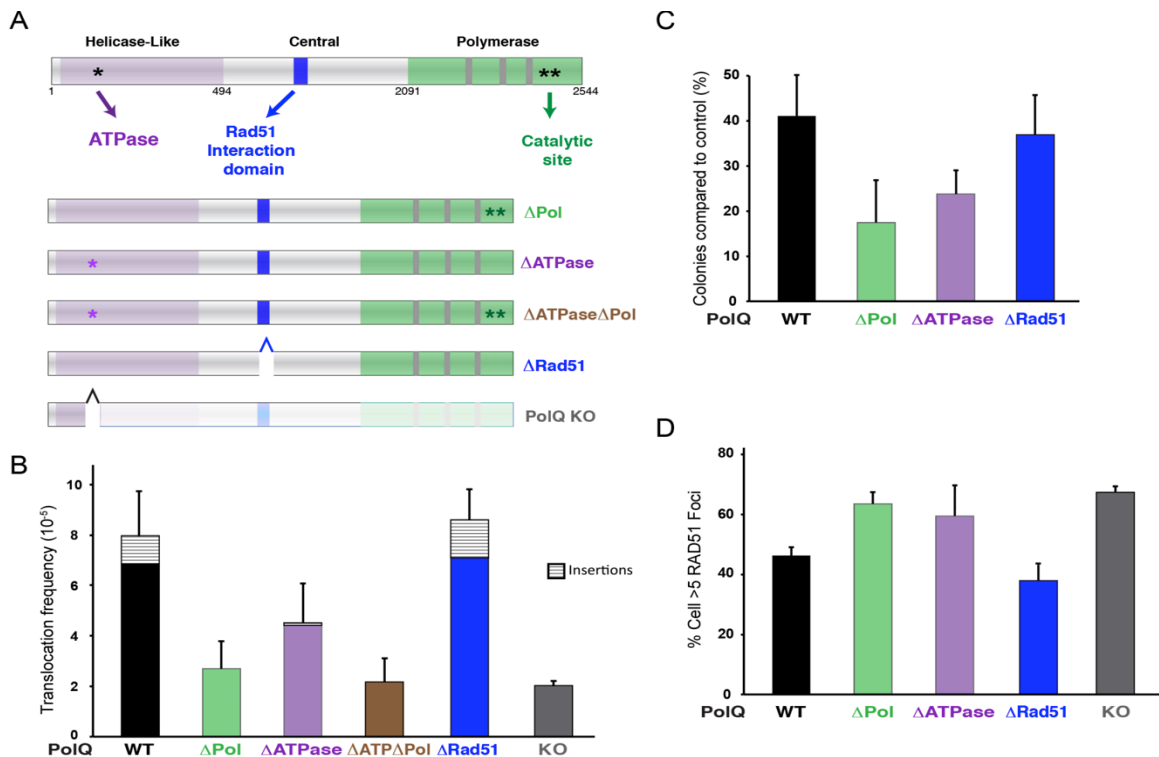 A
Helicase-Like Central Polymerase
* **
1 494 2091 2544
ATPase
Rad51
Interaction
domain
Catalytic
site
** ΔPol
* ΔATPase
* ** ΔATPaseΔPol
ΔRad51
PolQ KO
B
Translocation frequency (10-5)
10
8
6
4
2
0
Insertions
PolQ WT ΔPol ΔATPase ΔATPΔPol ΔRad51 KO
C
Colonies compared to control (%)
50
40
30
20
10
0
PolQ WT ΔPol ΔATPase ΔRad51
D
% Cell >5 RAD51 Foci
80
60
40
20
0
PolQ WT ΔPol ΔATPase ΔRad51 KO